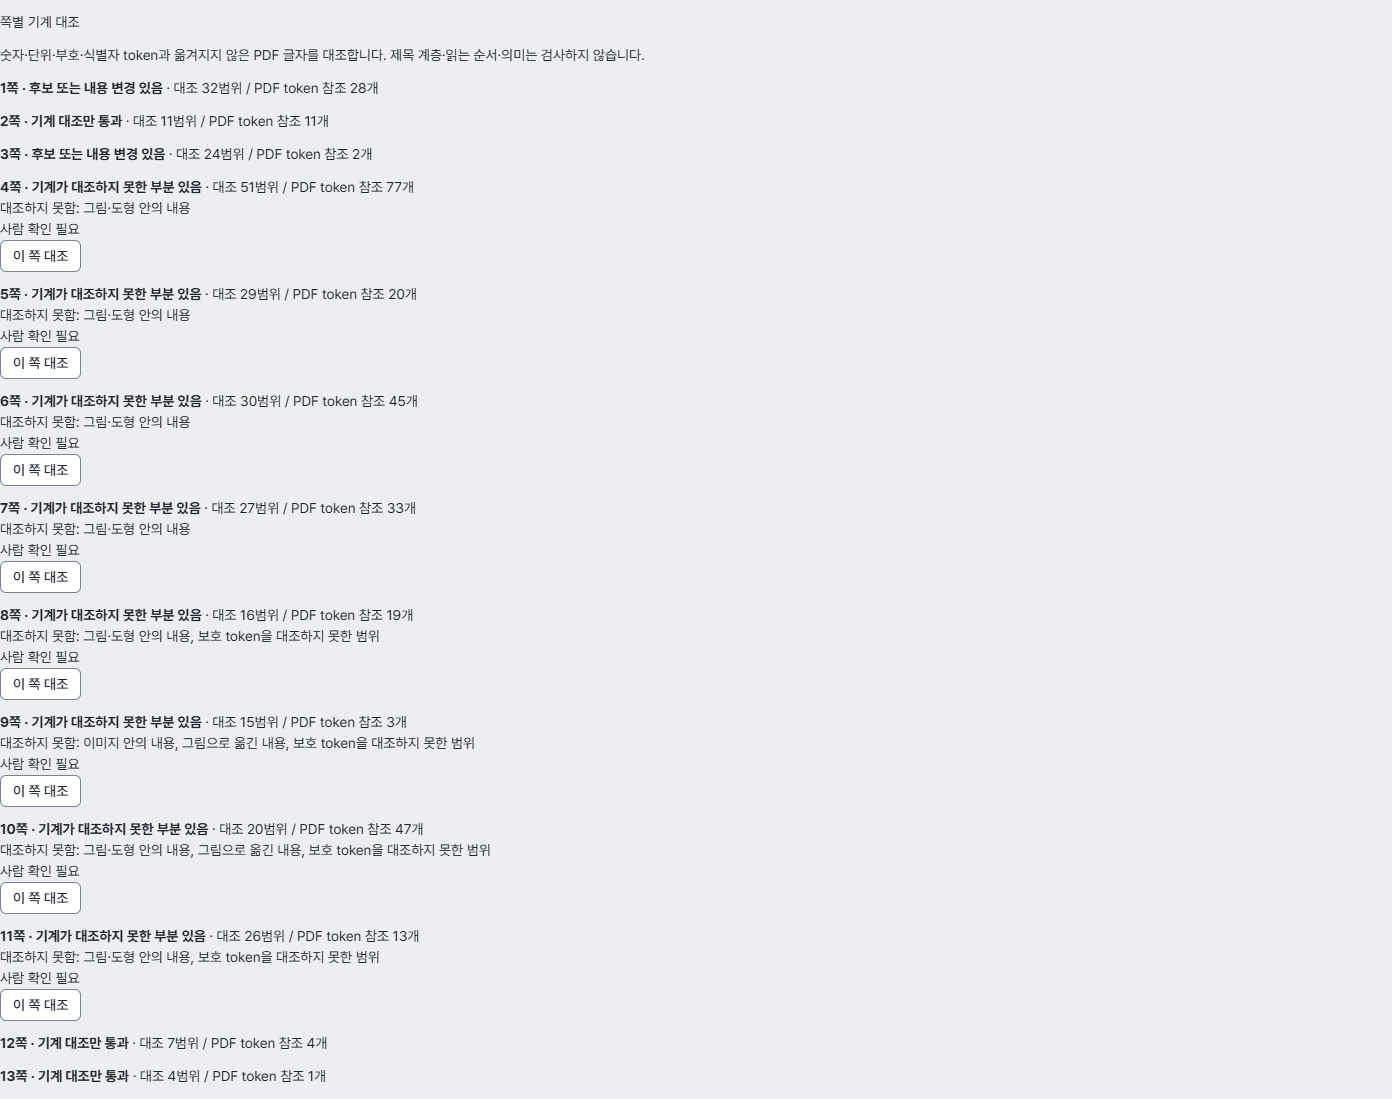 쪽별 기계 대조
숫자·단위·부호·식별자 token과 옮겨지지 않은 PDF 글자를 대조합니다. 제목 계층·읽는 순서·의미는 검사하지 않습니다.
1쪽 · 후보 또는 내용 변경 있음 · 대조 32범위 / PDF token 참조 28개
2쪽 · 기계 대조만 통과 · 대조 11범위 / PDF token 참조 11개
3쪽 · 후보 또는 내용 변경 있음 · 대조 24범위 / PDF token 참조 2개
4쪽 · 기계가 대조하지 못한 부분 있음 · 대조 51범위 / PDF token 참조 77개
대조하지 못함: 그림·도형 안의 내용
사람 확인 필요
이 쪽 대조
5쪽 · 기계가 대조하지 못한 부분 있음 · 대조 29범위 / PDF token 참조 20개
대조하지 못함: 그림·도형 안의 내용
사람 확인 필요
이 쪽 대조
6쪽 · 기계가 대조하지 못한 부분 있음 · 대조 30범위 / PDF token 참조 45개
대조하지 못함: 그림·도형 안의 내용
사람 확인 필요
이 쪽 대조
7쪽 · 기계가 대조하지 못한 부분 있음 · 대조 27범위 / PDF token 참조 33개
대조하지 못함: 그림·도형 안의 내용
사람 확인 필요
이 쪽 대조
8쪽 · 기계가 대조하지 못한 부분 있음 · 대조 16범위 / PDF token 참조 19개
대조하지 못함: 그림·도형 안의 내용, 보호 token을 대조하지 못한 범위
사람 확인 필요
이 쪽 대조
9쪽 · 기계가 대조하지 못한 부분 있음 · 대조 15범위 / PDF token 참조 3개
대조하지 못함: 이미지 안의 내용, 그림으로 옮긴 내용, 보호 token을 대조하지 못한 범위
사람 확인 필요
이 쪽 대조
10쪽 · 기계가 대조하지 못한 부분 있음 · 대조 20범위 / PDF token 참조 47개
대조하지 못함: 그림·도형 안의 내용, 그림으로 옮긴 내용, 보호 token을 대조하지 못한 범위
사람 확인 필요
이 쪽 대조
11쪽 · 기계가 대조하지 못한 부분 있음 · 대조 26범위 / PDF token 참조 13개
대조하지 못함: 그림·도형 안의 내용, 보호 token을 대조하지 못한 범위
사람 확인 필요
이 쪽 대조
12쪽 · 기계 대조만 통과 · 대조 7범위 / PDF token 참조 4개
13쪽 · 기계 대조만 통과 · 대조 4범위 / PDF token 참조 1개